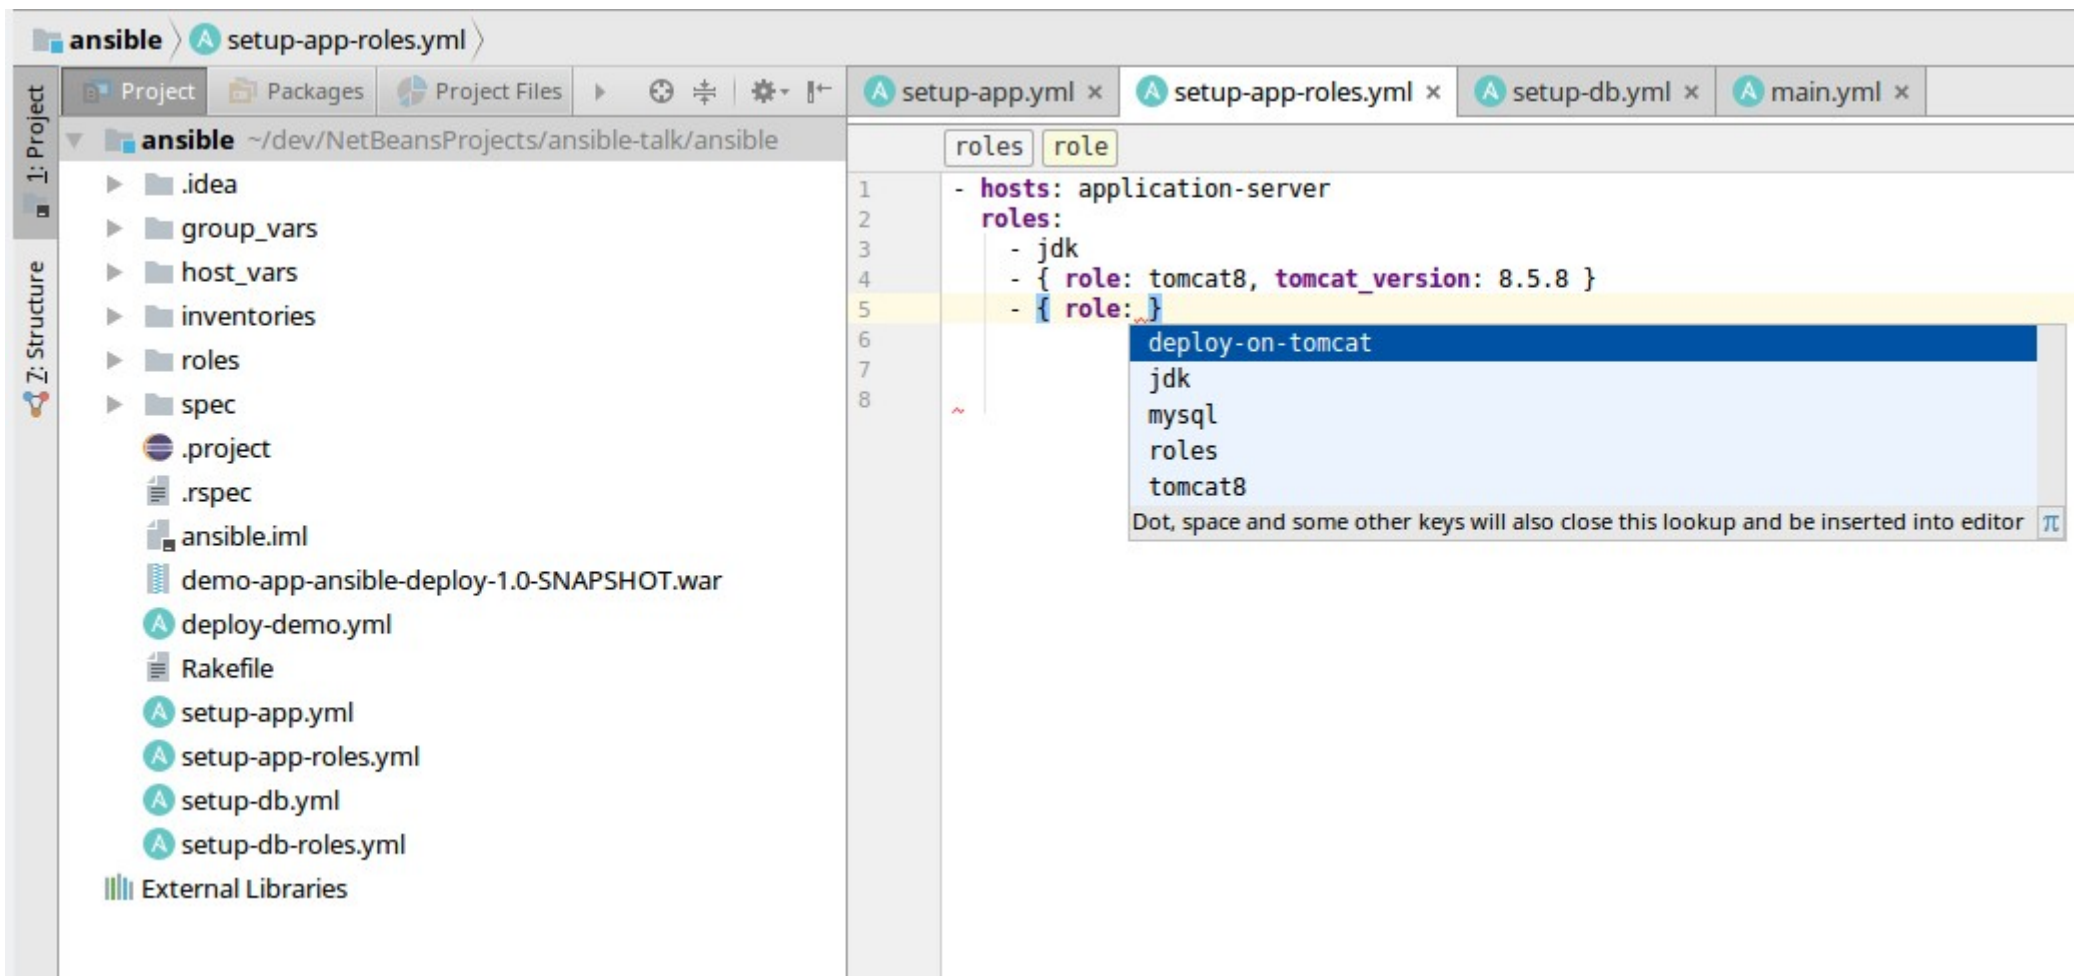 ansible setup-app-roles.yml
1: Project
7: Structure
Project Packages Project Files
ansible ~/dev/NetBeansProjects/ansible-talk/ansible
.idea
group_vars
host_vars
inventories
roles
spec
.project
.rspec
ansible.iml
demo-app-ansible-deploy-1.0-SNAPSHOT.war
deploy-demo.yml
Rakefile
setup-app.yml
setup-app-roles.yml
setup-db.yml
setup-db-roles.yml
External Libraries
setup-app.yml × setup-app-roles.yml × setup-db.yml × main.yml ×
roles role
1 - hosts: application-server
2 roles:
3 - jdk
4 - { role: tomcat8, tomcat_version: 8.5.8 }
5 - { role: }
6
7
8
deploy-on-tomcat
jdk
mysql
roles
tomcat8
Dot, space and some other keys will also close this lookup and be inserted into editor π